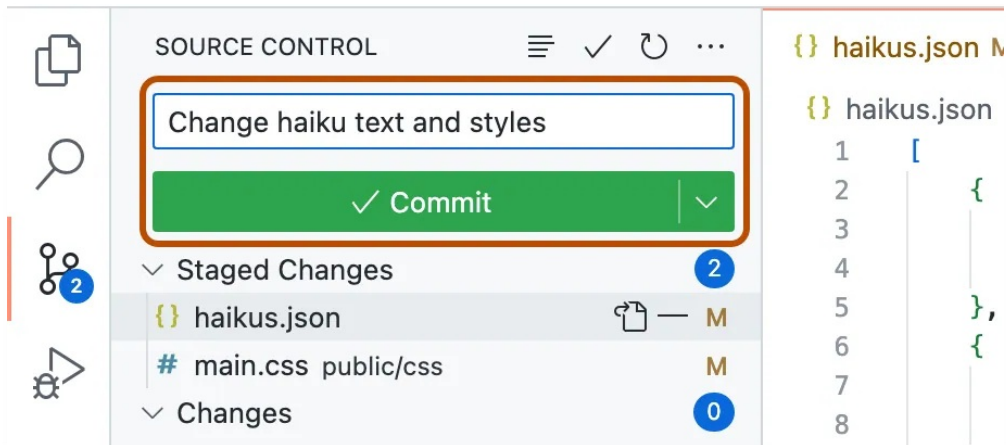 SOURCE CONTROL
Change haiku text and styles
Commit
Staged Changes 2
{} haikus.json M
# main.css public/css M
Changes 0
2
{} haikus.json M
{} haikus.json
1 [
2 {
3
4
5 },
6 {
7
8